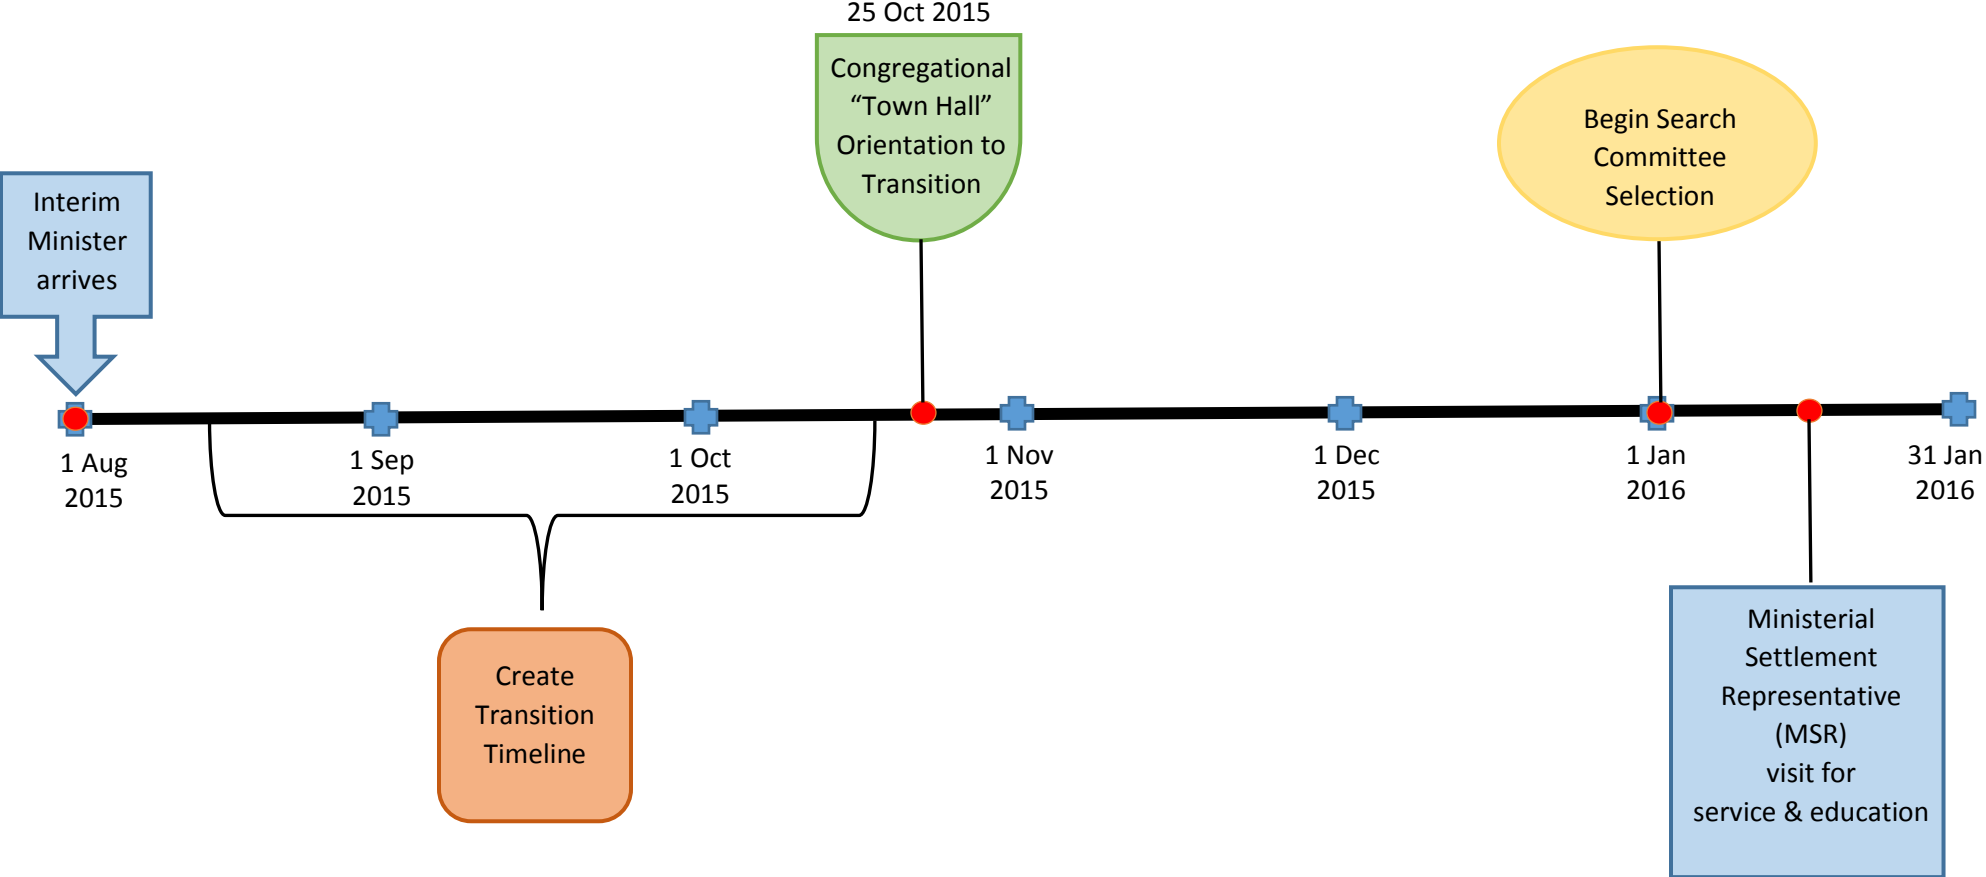 25 Oct 2015
Congregational
“Town Hall”
Orientation to
Transition
Begin Search
Committee
Selection
Interim
Minister
arrives
1 Aug
2015
1 Sep
2015
1 Oct
2015
1 Nov
2015
1 Dec
2015
1 Jan
2016
31 Jan
2016
Create
Transition
Timeline
Ministerial
Settlement
Representative
(MSR)
visit for
service & education